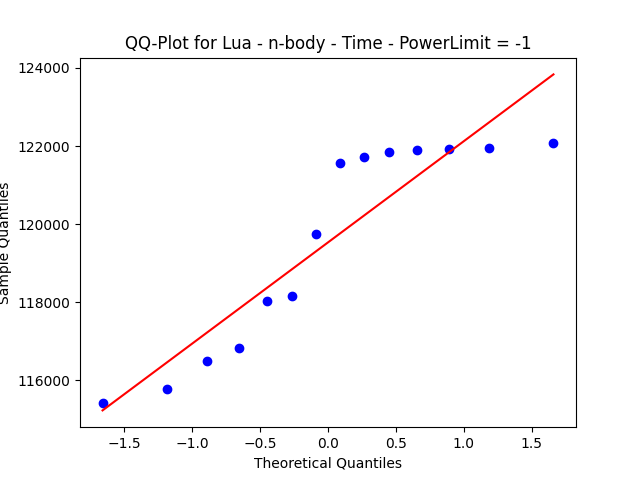 QQ-Plot for Lua - n-body - Time - PowerLimit = -1
124000
122000
120000
118000
116000
Sample Quantiles
−1.5 −1.0 −0.5 0.0 0.5 1.0 1.5
Theoretical Quantiles